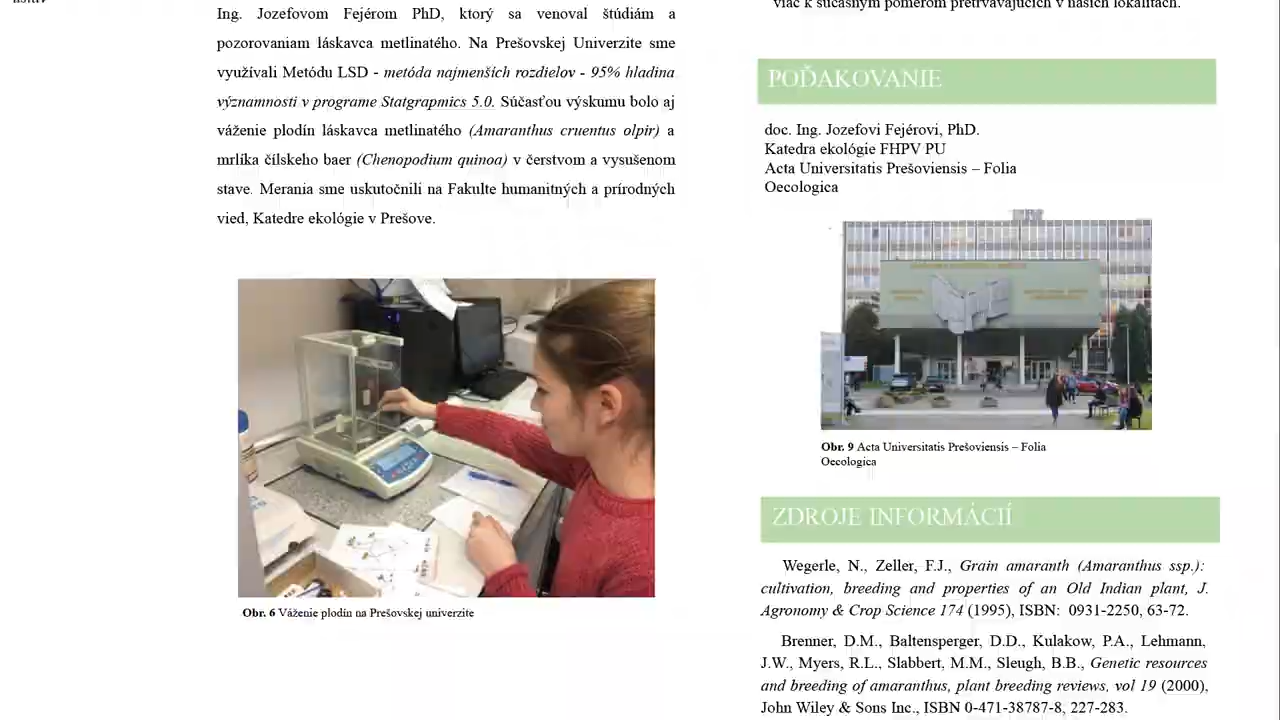 Ing. Jozefovom Fejérom PhD, ktorý sa venoval štúdiám a
pozorovaniam láskavca metlinatého. Na Prešovskej Univerzite sme
využívali Metódu LSD - metóda najmenších rozdielov - 95% hladina
významnosti v programe Statgrapmics 5.0. Súčasťou výskumu bolo aj
váženie plodín láskavca metlinatého (Amaranthus cruentus olpir) a
mrlíka čílskeho baer (Chenopodium quinoa) v čerstvom a vysušenom
stave. Merania sme uskutočnili na Fakulte humanitných a prírodných
vied, Katedre ekológie v Prešove.
Obr. 6 Váženie plodín na Prešovskej univerzite
viac k súčasným pomerom pretrvávajúcich v našich lokalitách.
POĎAKOVANIE
doc. Ing. Jozefovi Fejérovi, PhD.
Katedra ekológie FHPV PU
Acta Universitatis Prešoviensis – Folia
Oecologica
Obr. 9 Acta Universitatis Prešoviensis – Folia
Oecologica
ZDROJE INFORMÁCIÍ
Wegerle, N., Zeller, F.J., Grain amaranth (Amaranthus ssp.):
cultivation, breeding and properties of an Old Indian plant, J.
Agronomy & Crop Science 174 (1995), ISBN: 0931-2250, 63-72.
Brenner, D.M., Baltensperger, D.D., Kulakow, P.A., Lehmann,
J.W., Myers, R.L., Slabbert, M.M., Sleugh, B.B., Genetic resources
and breeding of amaranthus, plant breeding reviews, vol 19 (2000),
John Wiley & Sons Inc., ISBN 0-471-38787-8, 227-283.